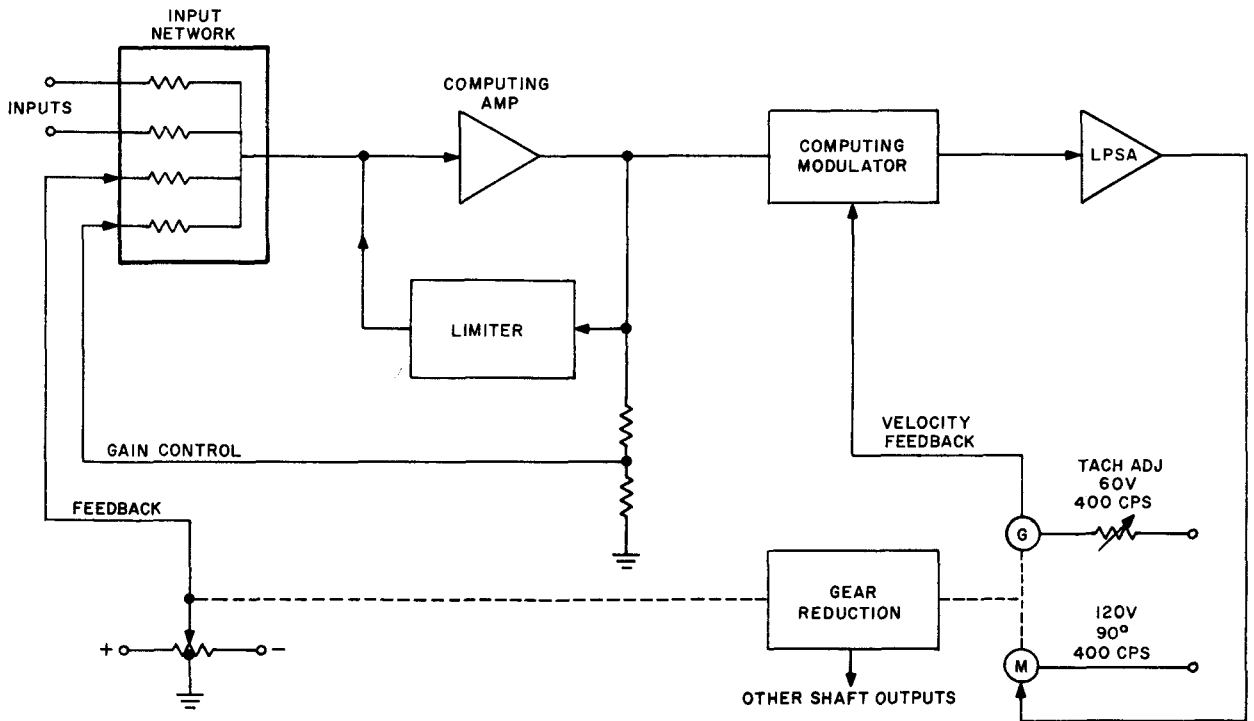 INPUT
NETWORK
INPUTS
COMPUTING
AMP
COMPUTING
MODULATOR
LPSA
LIMITER
GAIN CONTROL
FEEDBACK
VELOCITY
FEEDBACK
TACH ADJ
60V
400 CPS
G
GEAR
REDUCTION
120V
90°
400 CPS
M
+
-
OTHER SHAFT OUTPUTS